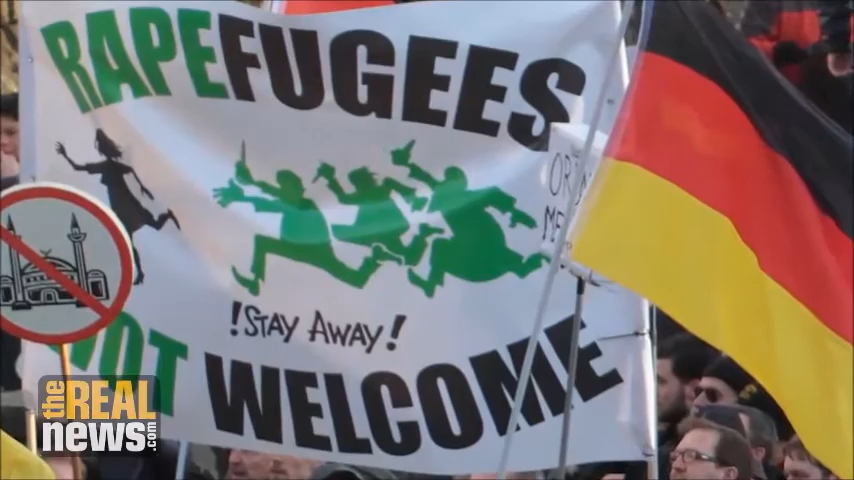 RAPEFUGEES
!STAY AWAY!
NOT WELCOME
the REAL
news.com